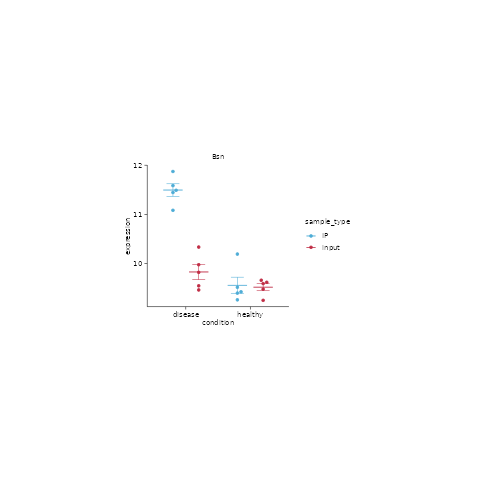 Bsn
12
11
10
expression
disease healthy
condition
sample_type
IP
Input